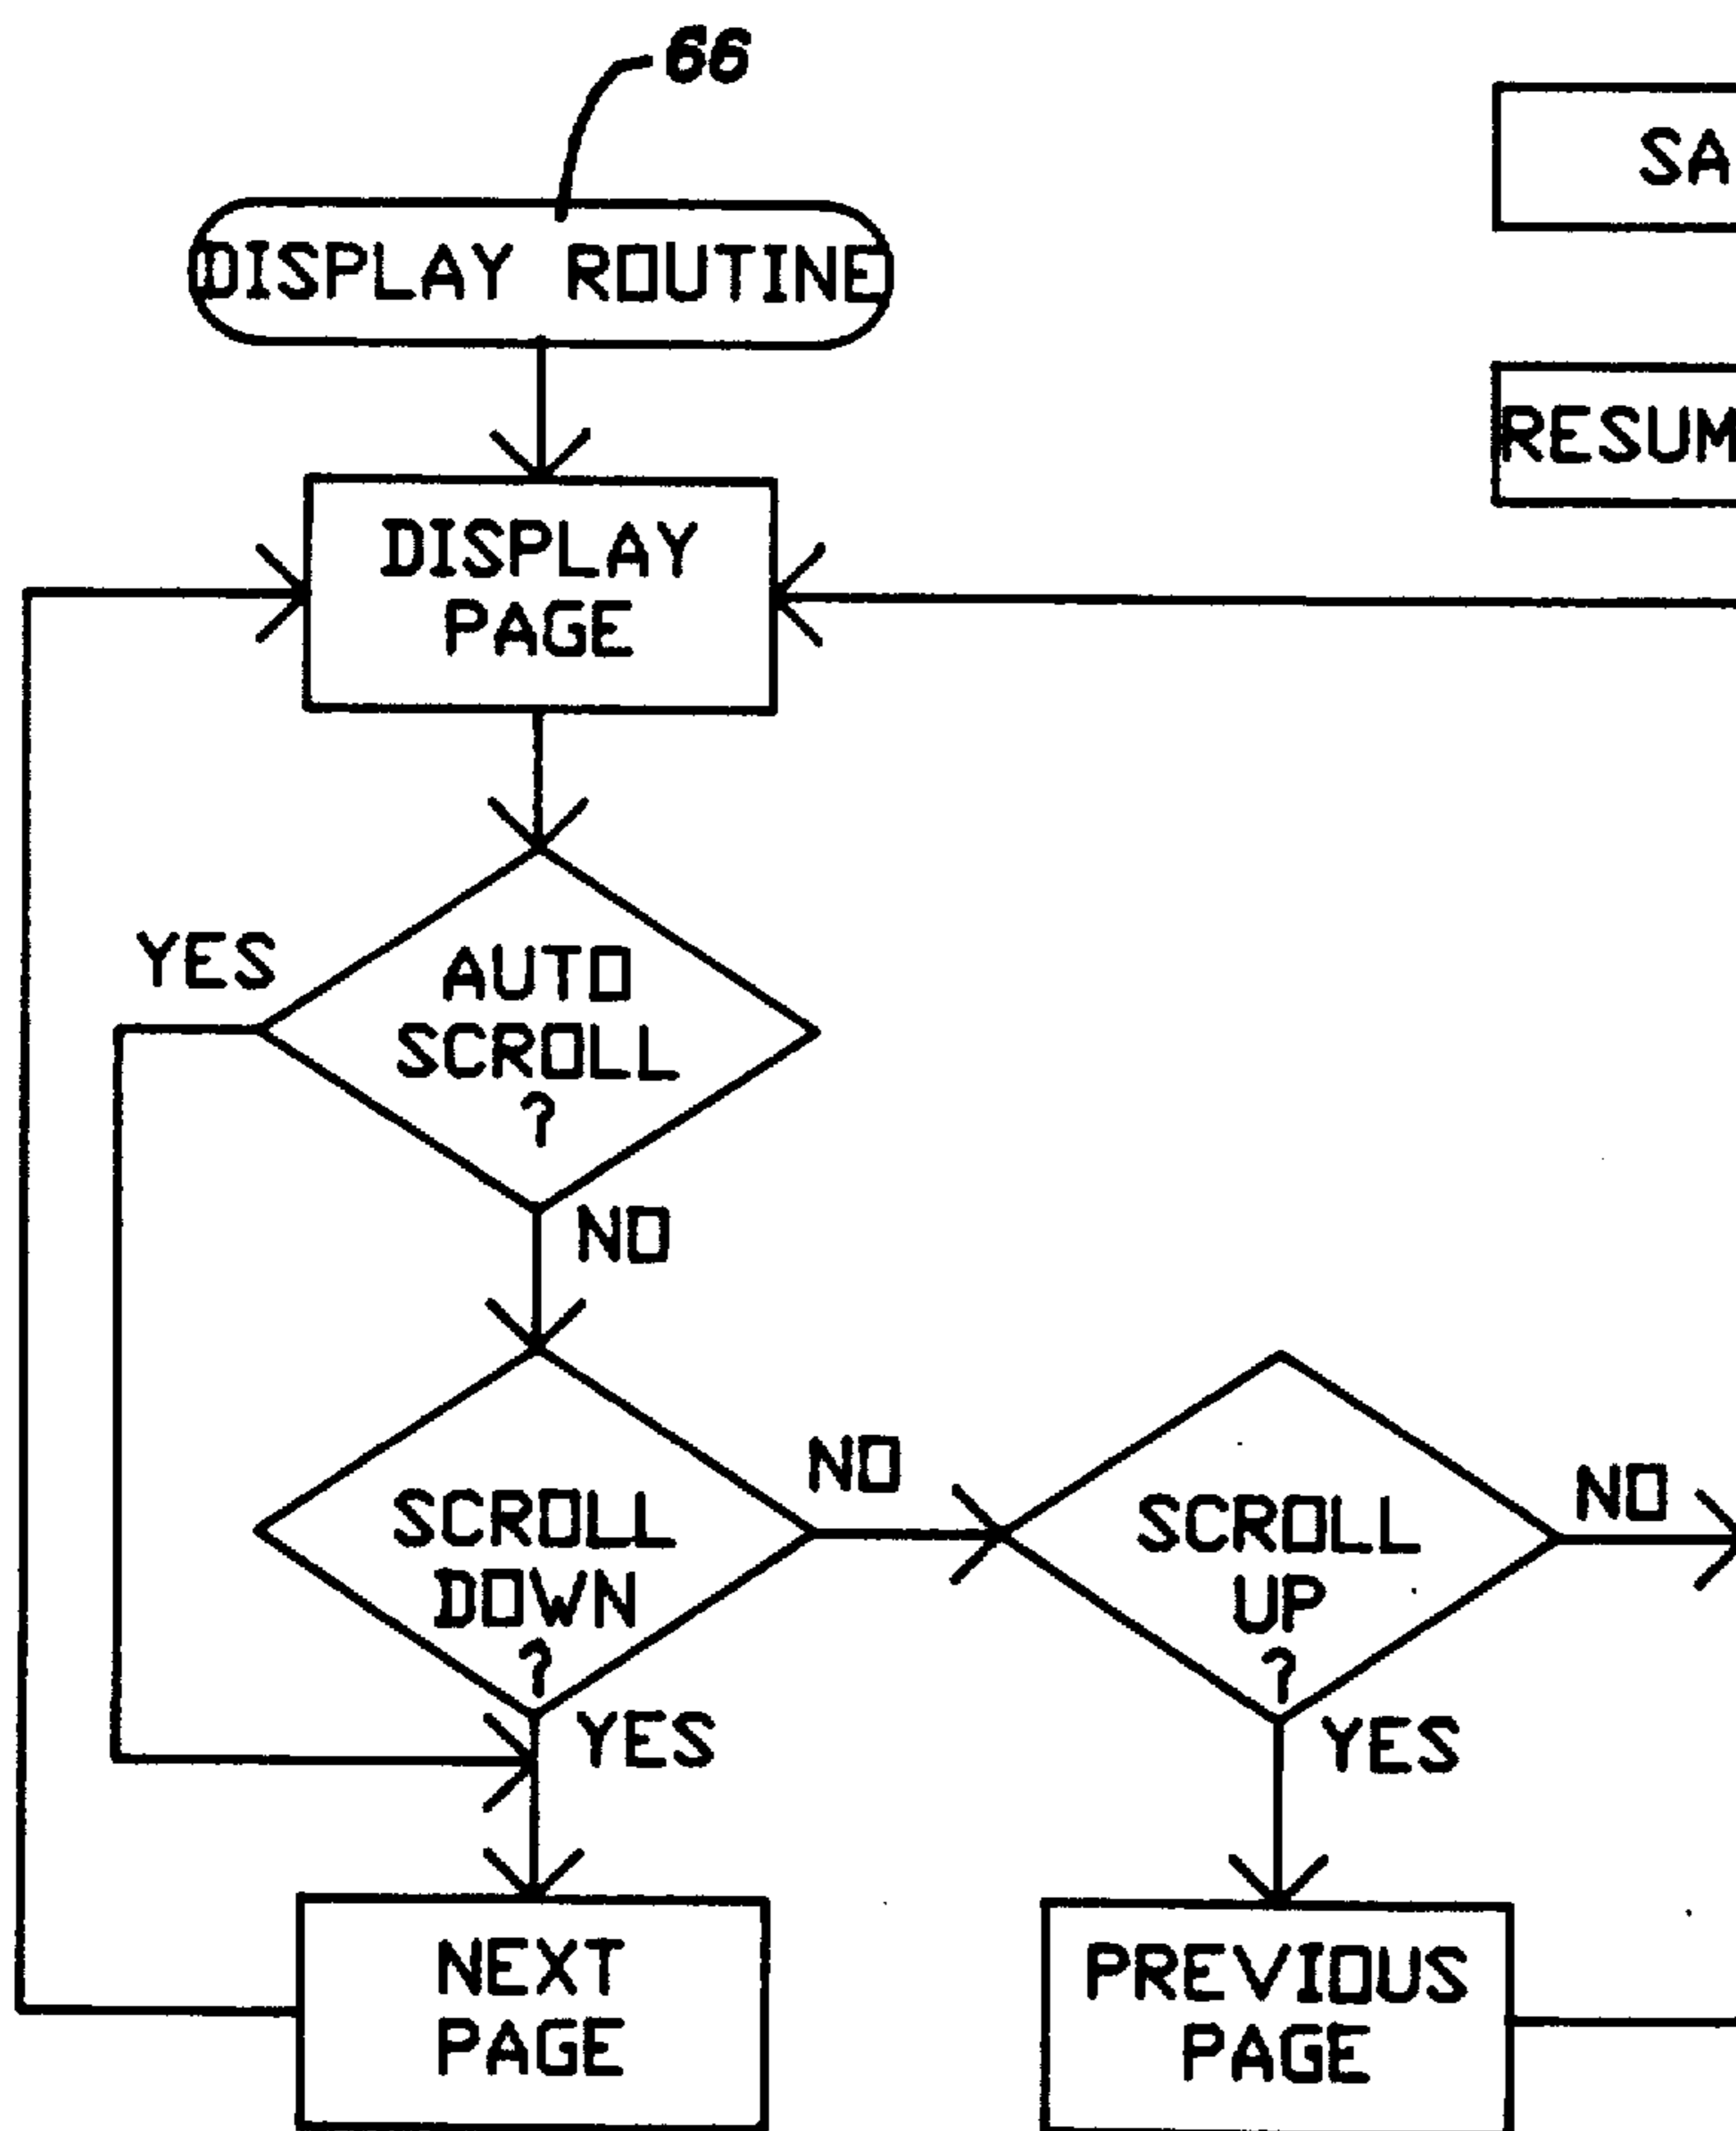 66
DISPLAY ROUTINE
DISPLAY
PAGE
YES
AUTO
SCROLL
?
NO
SCROLL
DOWN
?
NO
YES
SCROLL
UP
?
NO
YES
NEXT
PAGE
PREVIOUS
PAGE
SA
RESUM